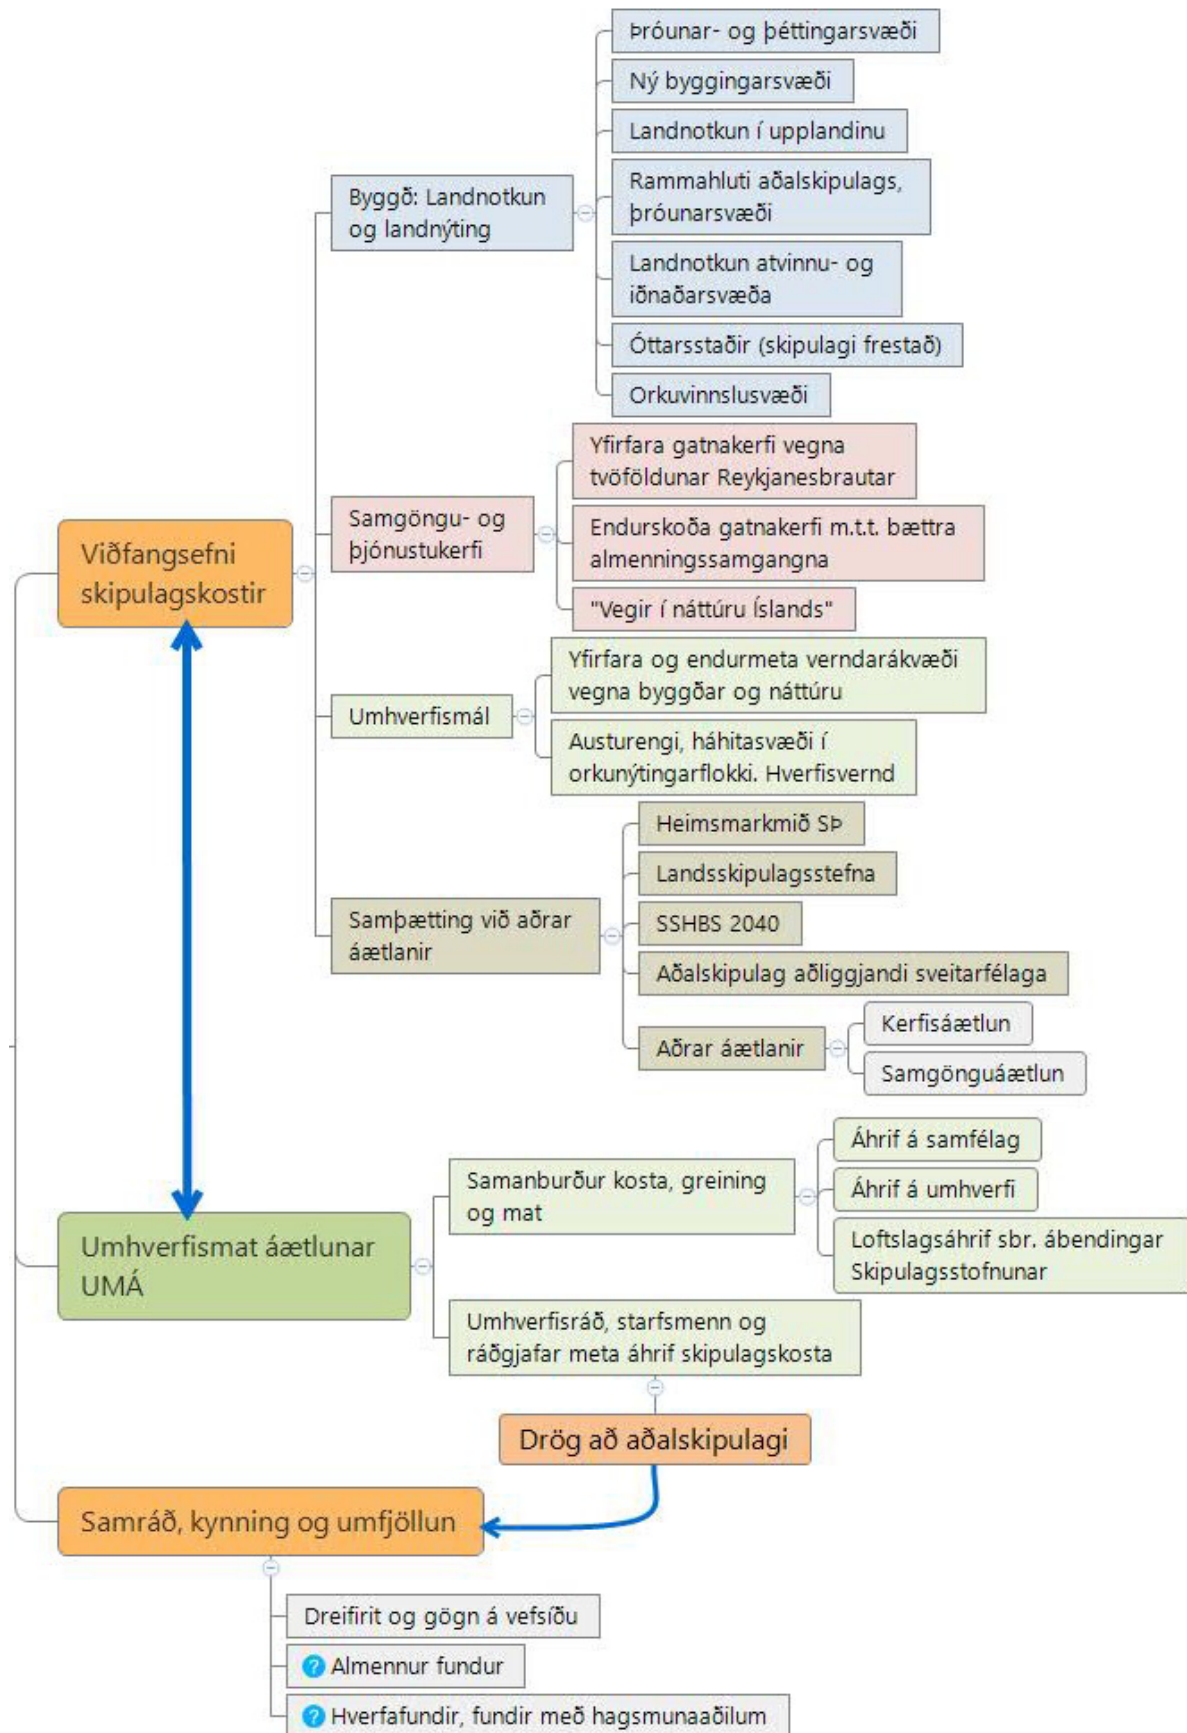 Þróunar- og þéttingarsvæði
Ný byggingarsvæði
Landnotkun í upplandinu
Rammahluti aðalskipulags,
þróunarsvæði
Byggð: Landnotkun
og landnýting
Landnotkun atvinnu- og
iðnaðarsvæða
Óttarsstaðir (skipulagi frestað)
Orkuvinnslusvæði
Yfirfara gatnakerfi vegna
tvöföldunar Reykjanesbrautar
Samgöngu- og
þjónustukerfi
Endurskoða gatnakerfi m.t.t. bættra
almenningssamgangna
"Vegir í náttúru Íslands"
Viðfangsefni
skipulagskostir
Yfirfara og endurmeta verndarákvæði
vegna byggðar og náttúru
Umhverfismál
Austurengi, háhitasvæði í
orkunýtingarflokki. Hverfisvernd
Heimsmarkmið SÞ
Landsskipulagsstefna
Samþætting við aðrar
áætlanir
SSHBS 2040
Aðalskipulag aðliggjandi sveitarfélaga
Aðrar áætlanir
Kerfisáætlun
Samgönguáætlun
Áhrif á samfélag
Samanburður kosta, greining
og mat
Áhrif á umhverfi
Loftslagsáhrif sbr. ábendingar
Skipulagsstofnunar
Umhverfismat áætlunar
UMÁ
Umhverfisráð, starfsmenn og
ráðgjafar meta áhrif skipulagskosta
Drög að aðalskipulagi
Samráð, kynning og umfjöllun
Dreifirit og gögn á vefsíðu
? Almennur fundur
? Hverfafundir, fundir með hagsmunaaðilum